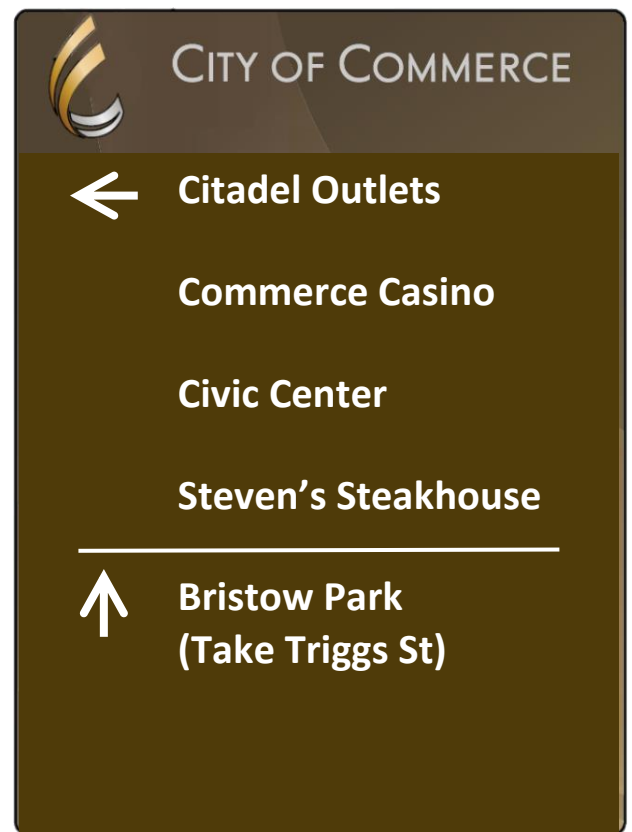 CITY OF COMMERCE
Citadel Outlets
Commerce Casino
Civic Center
Steven’s Steakhouse
Bristow Park
(Take Triggs St)